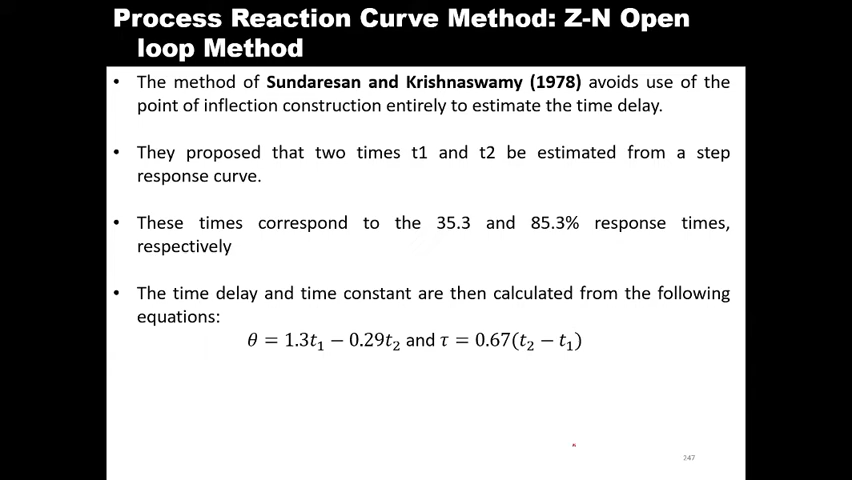 Process Reaction Curve Method: Z-N Open
loop Method
• The method of Sundaresan and Krishnaswamy (1978) avoids use of the
point of inflection construction entirely to estimate the time delay.
• They proposed that two times t1 and t2 be estimated from a step
response curve.
• These times correspond to the 35.3 and 85.3% response times,
respectively
• The time delay and time constant are then calculated from the following
equations:
θ = 1.3t₁ − 0.29t₂ and τ = 0.67(t₂ − t₁)
247